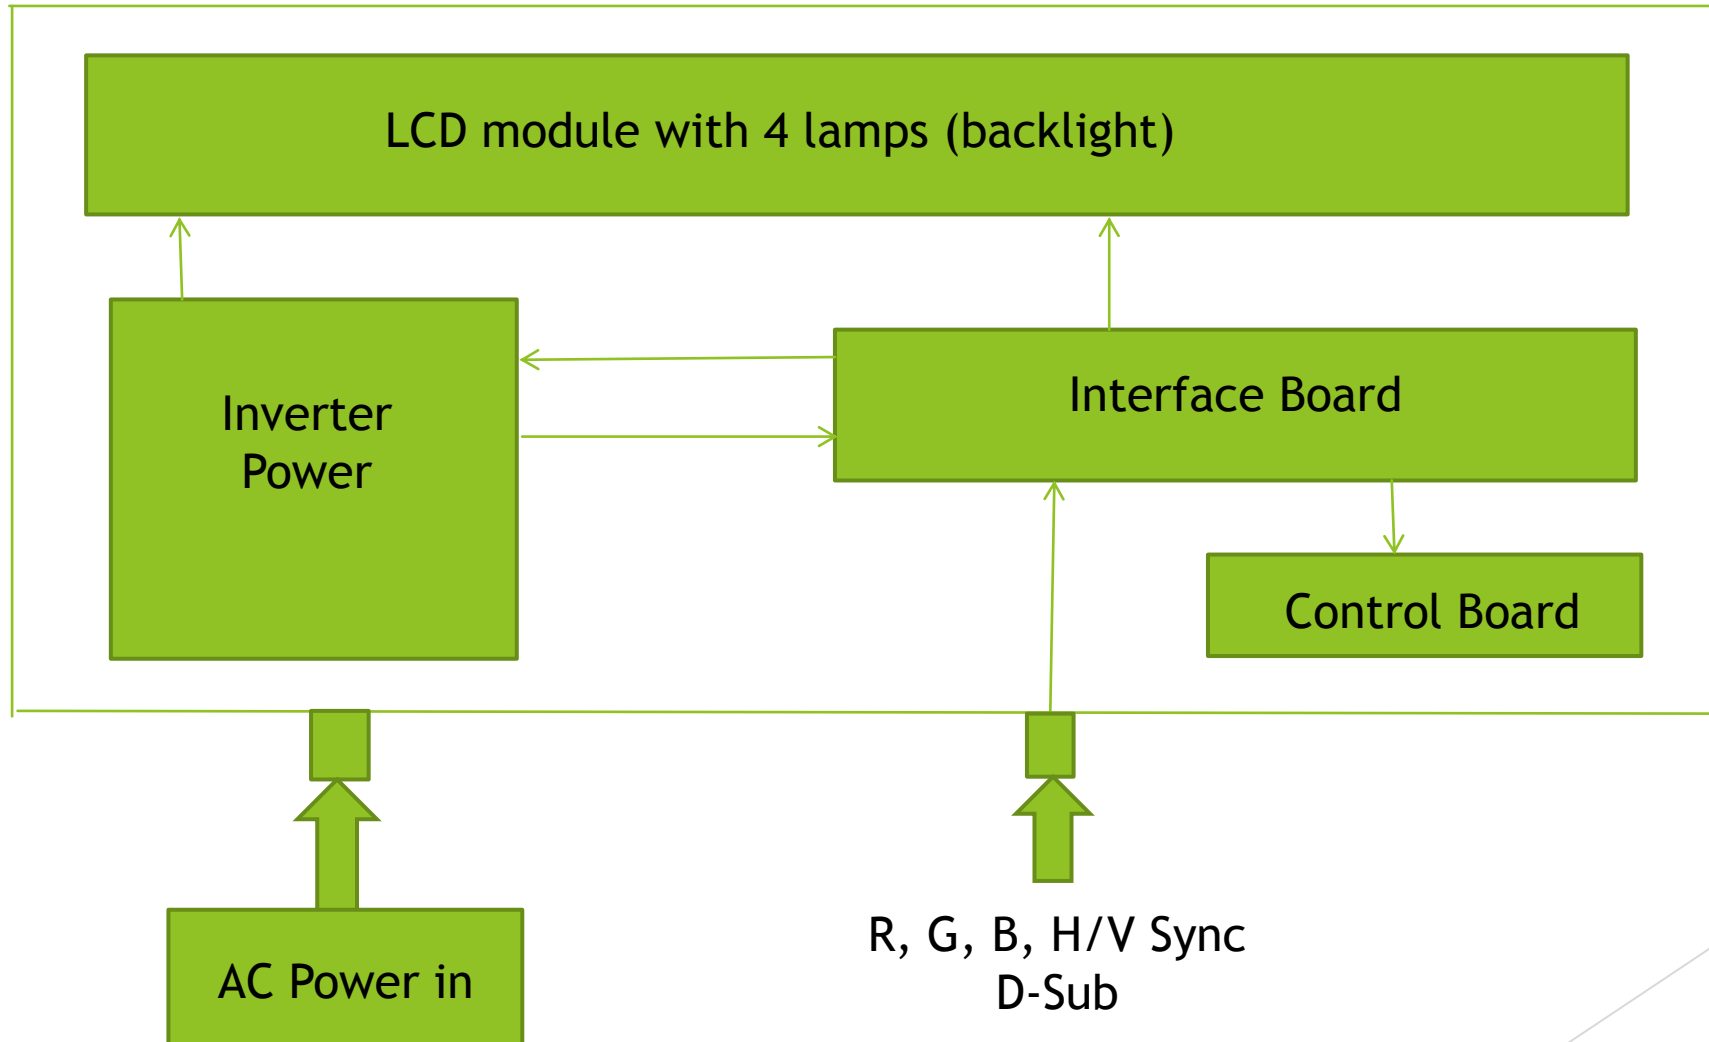 LCD module with 4 lamps (backlight)
Inverter
Power
Interface Board
Control Board
R, G, B, H/V Sync
D-Sub
AC Power in